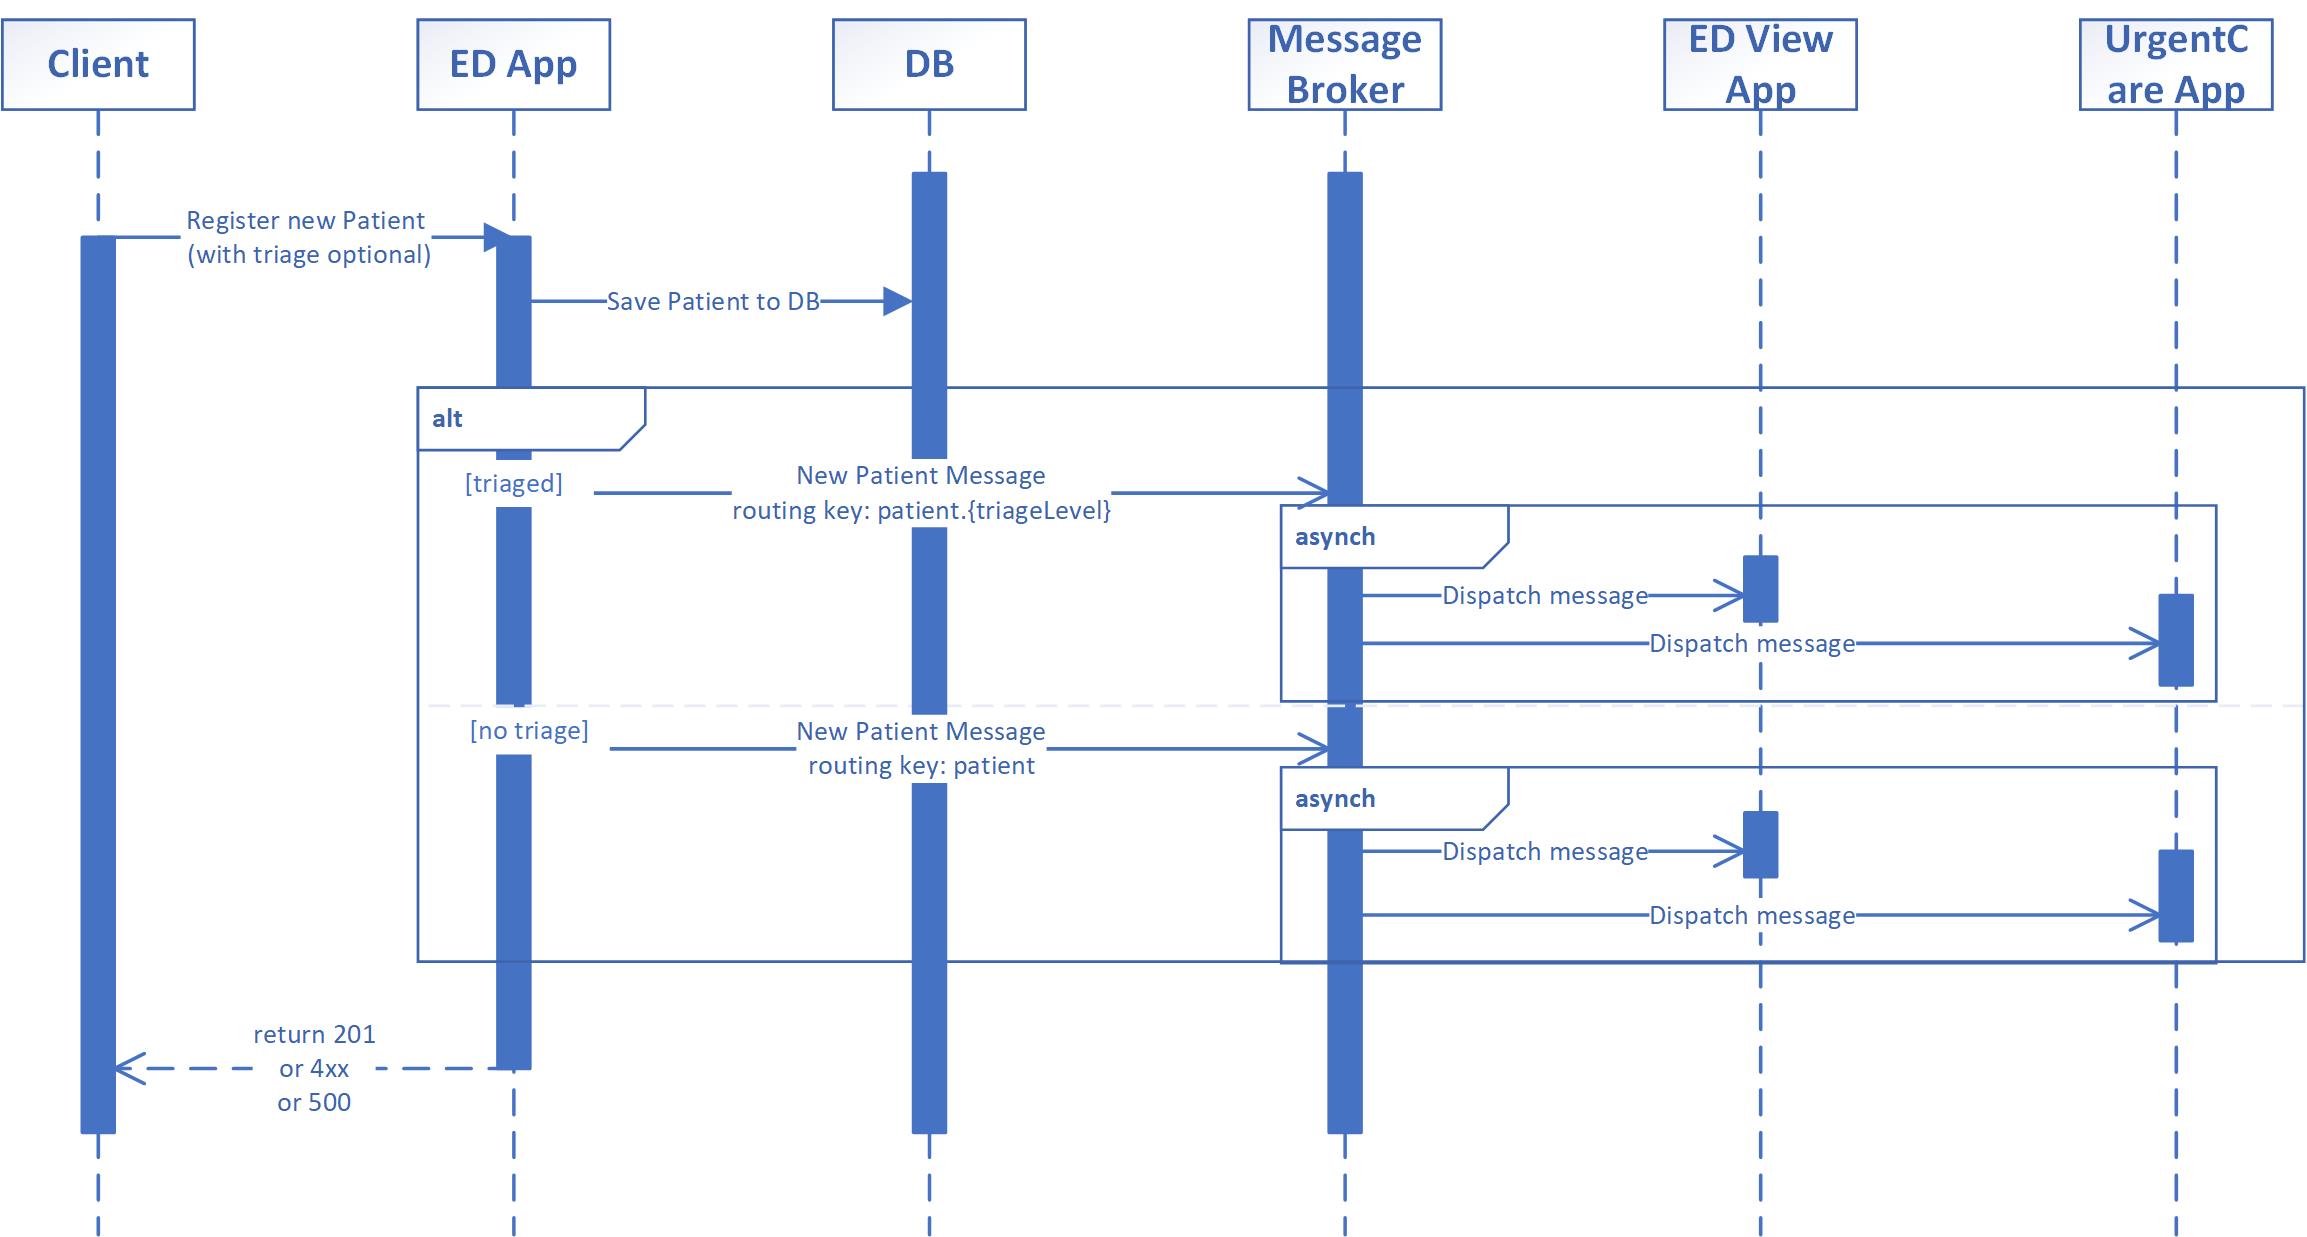 Client
ED App
DB
Message
Broker
ED View
App
UrgentC
are App
Register new Patient
(with triage optional)
Save Patient to DB
alt
[triaged]
New Patient Message
routing key: patient.{triageLevel}
asynch
Dispatch message
Dispatch message
[no triage]
New Patient Message
routing key: patient
asynch
Dispatch message
Dispatch message
return 201
or 4xx
or 500